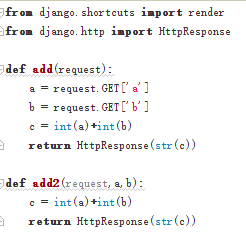 from django.shortcuts import render
from django.http import HttpResponse
def add(request):
    a = request.GET['a']
    b = request.GET['b']
    c = int(a)+int(b)
    return HttpResponse(str(c))
def add2(request,a,b):
    c = int(a)+int(b)
    return HttpResponse(str(c))